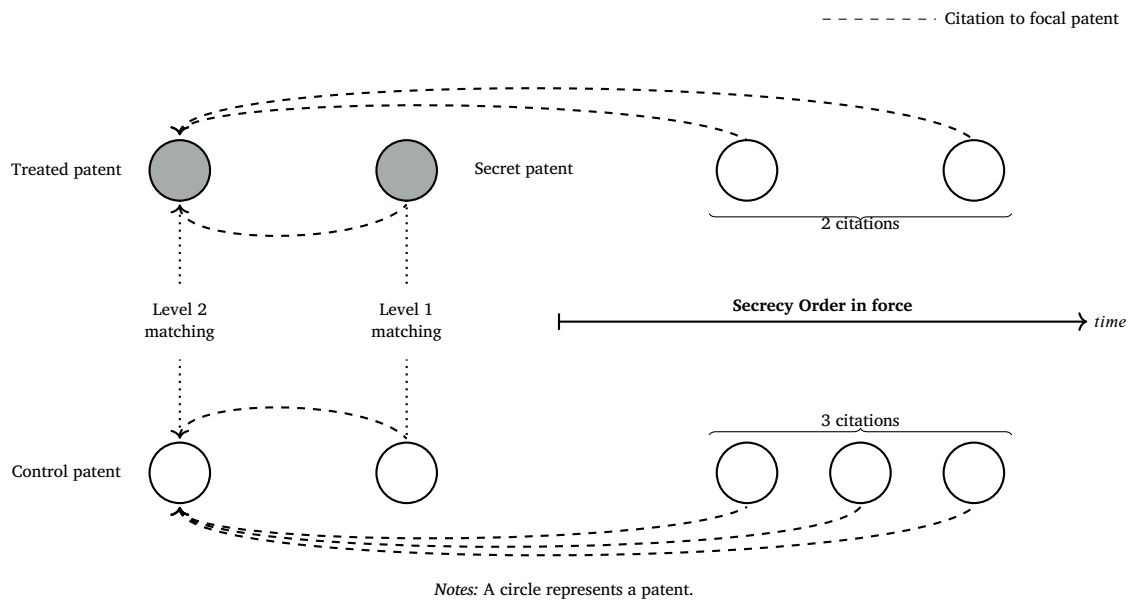 Citation to focal patent
Treated patent
Secret patent
2 citations
Level 2
matching
Level 1
matching
Secrecy Order in force
time
3 citations
Control patent
Notes: A circle represents a patent.